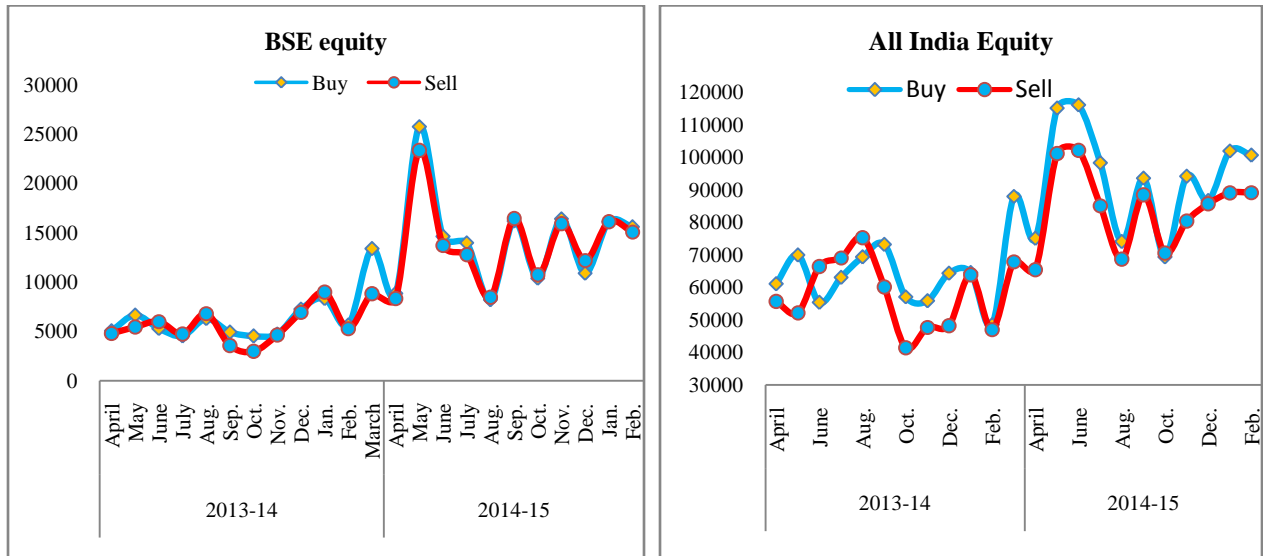 BSE equity
Buy Sell
30000
25000
20000
15000
10000
5000
0
April
May
June
July
Aug.
Sep.
Oct.
Nov.
Dec.
Jan.
Feb.
March
April
May
June
July
Aug.
Sep.
Oct.
Nov.
Dec.
Jan.
Feb.
2013-14 2014-15
All India Equity
Buy Sell
120000
110000
100000
90000
80000
70000
60000
50000
40000
30000
April
June
Aug.
Oct.
Dec.
Feb.
April
June
Aug.
Oct.
Dec.
Feb.
2013-14 2014-15